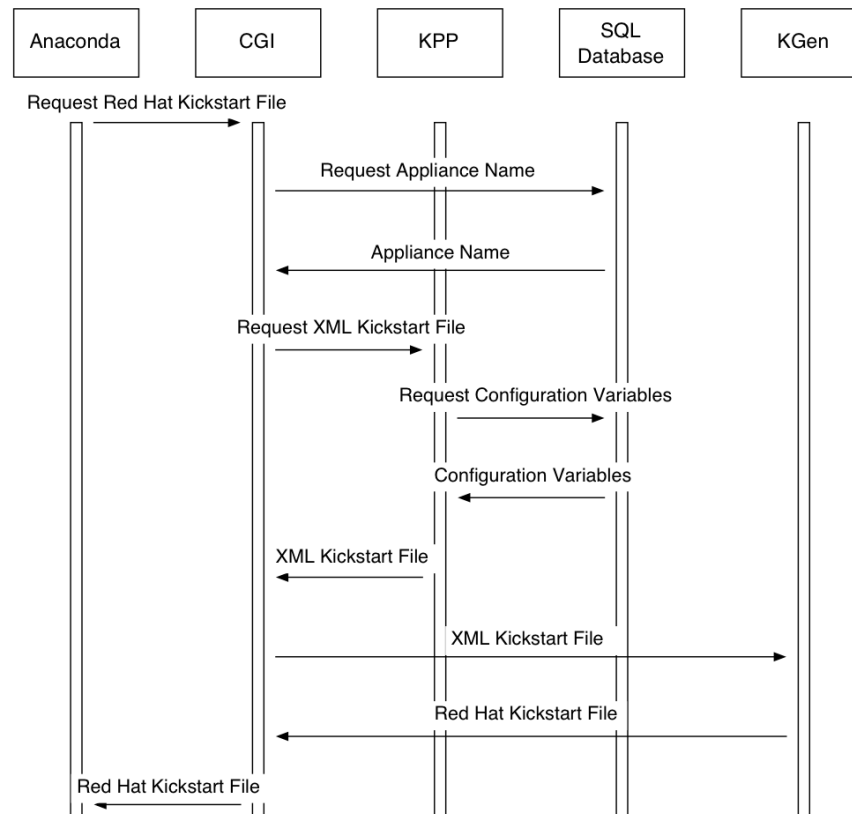 Anaconda
CGI
KPP
SQL
Database
KGen
Request Red Hat Kickstart File
Request Appliance Name
Appliance Name
Request XML Kickstart File
Request Configuration Variables
Configuration Variables
XML Kickstart File
XML Kickstart File
Red Hat Kickstart File
Red Hat Kickstart File